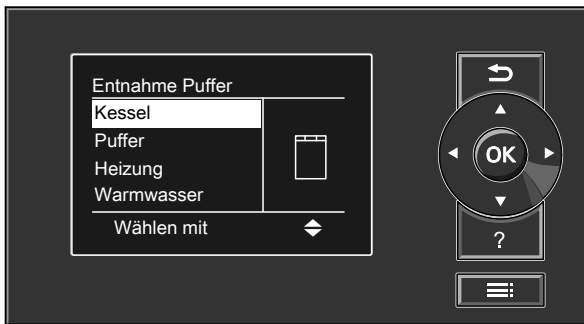 Entnahme Puffer
Kessel
Puffer
Heizung
Warmwasser
Wählen mit
OK
?